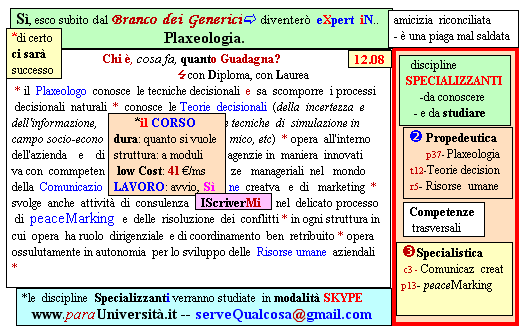 Sì, esco subito dal Branco dei Generici diventerò eXpert iN..
Plaxeologia.
amicizia riconciliata
- è una piaga mal saldata
*di certo
ci sarà
successo
Chi è, cosa fa, quanto Guadagna?
con Diploma, con Laurea
12.08
* il Plaxeologo conosce le tecniche decisionali e sa scomporre i processi
decisionali naturali * conosce le Teorie decisionali (della incertezza e
dell'informazione, tecniche di simulazione in
campo socio-econo mico, etc) * opera all'interno
dell'azienda e di agenzie in maniera innovati
va con commpeten ze manageriali nel mondo
della Comunicazio ne creatva e di marketing *
svolge anche attività di consulenza nel delicato processo
di peaceMarking e delle risoluzione dei conflitti * in ogni struttura in
cui opera ha ruolo dirigenziale e di coordinamento ben retribuito * opera
ossulutamente in autonomia per lo sviluppo delle Risorse umane aziendali
*
*il CORSO
dura: quanto si vuole
struttura: a moduli
low Cost: 41 €/ms
LAVORO: avvio, Sì
IScriverMi
discipline
SPECIALIZZANTI
-da conoscere
- e da studiare
❷ Propedeutica
p37- Plaxeologia
t12-Teorie decision
r5- Risorse umane
Competenze
trasversali
❸Specialistica
c3 - Comunicaz creat
p13- peaceMarking
*le discipline Specializzanti verranno studiate in modalità SKYPE
www.paraUniversità.it -- serveQualcosa@gmail.com